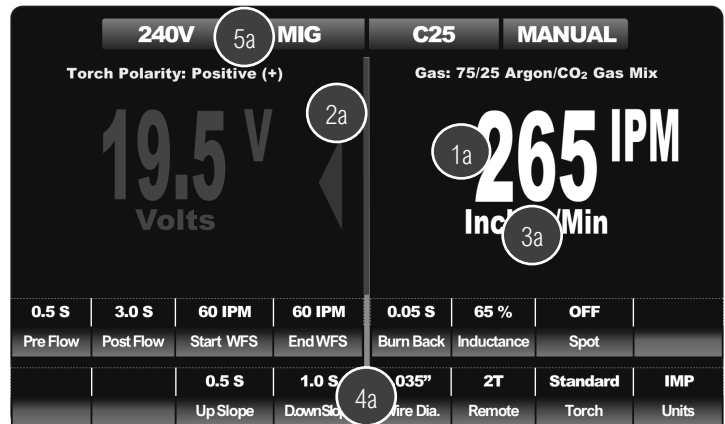 240V MIG C25 MANUAL
5a
Torch Polarity: Positive (+) Gas: 75/25 Argon/CO₂ Gas Mix
2a
19.5 V 265 IPM
1a
Volts Min
3a
0.5 S 3.0 S 60 IPM 60 IPM 0.05 S 65 % OFF
Pre Flow Post Flow Start WFS End WFS Burn Back Inductance Spot
0.5 S 1.0 S .035” 2T Standard IMP
4a
Up Slope Dia. Remote Torch Units